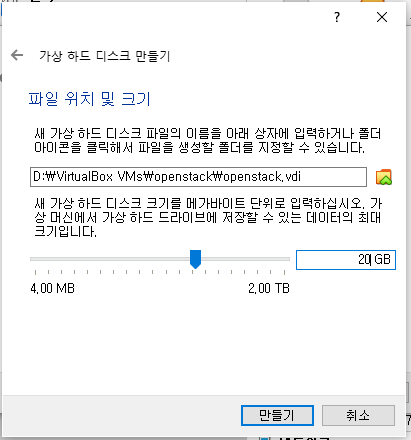 ?
가상 하드 디스크 만들기
파일 위치 및 크기
새 가상 하드 디스크 파일의 이름을 아래 상자에 입력하거나 폴더
아이콘을 클릭해서 파일을 생성할 폴더를 지정할 수 있습니다.
D:₩VirtualBox VMs₩openstack₩openstack.vdi
새 가상 하드 디스크 크기를 메가바이트 단위로 입력하십시오. 가
상 머신에서 가상 하드 드라이브에 저장할 수 있는 데이터의 최대
크기입니다.
20 GB
4.00 MB
2.00 TB
만들기
취소